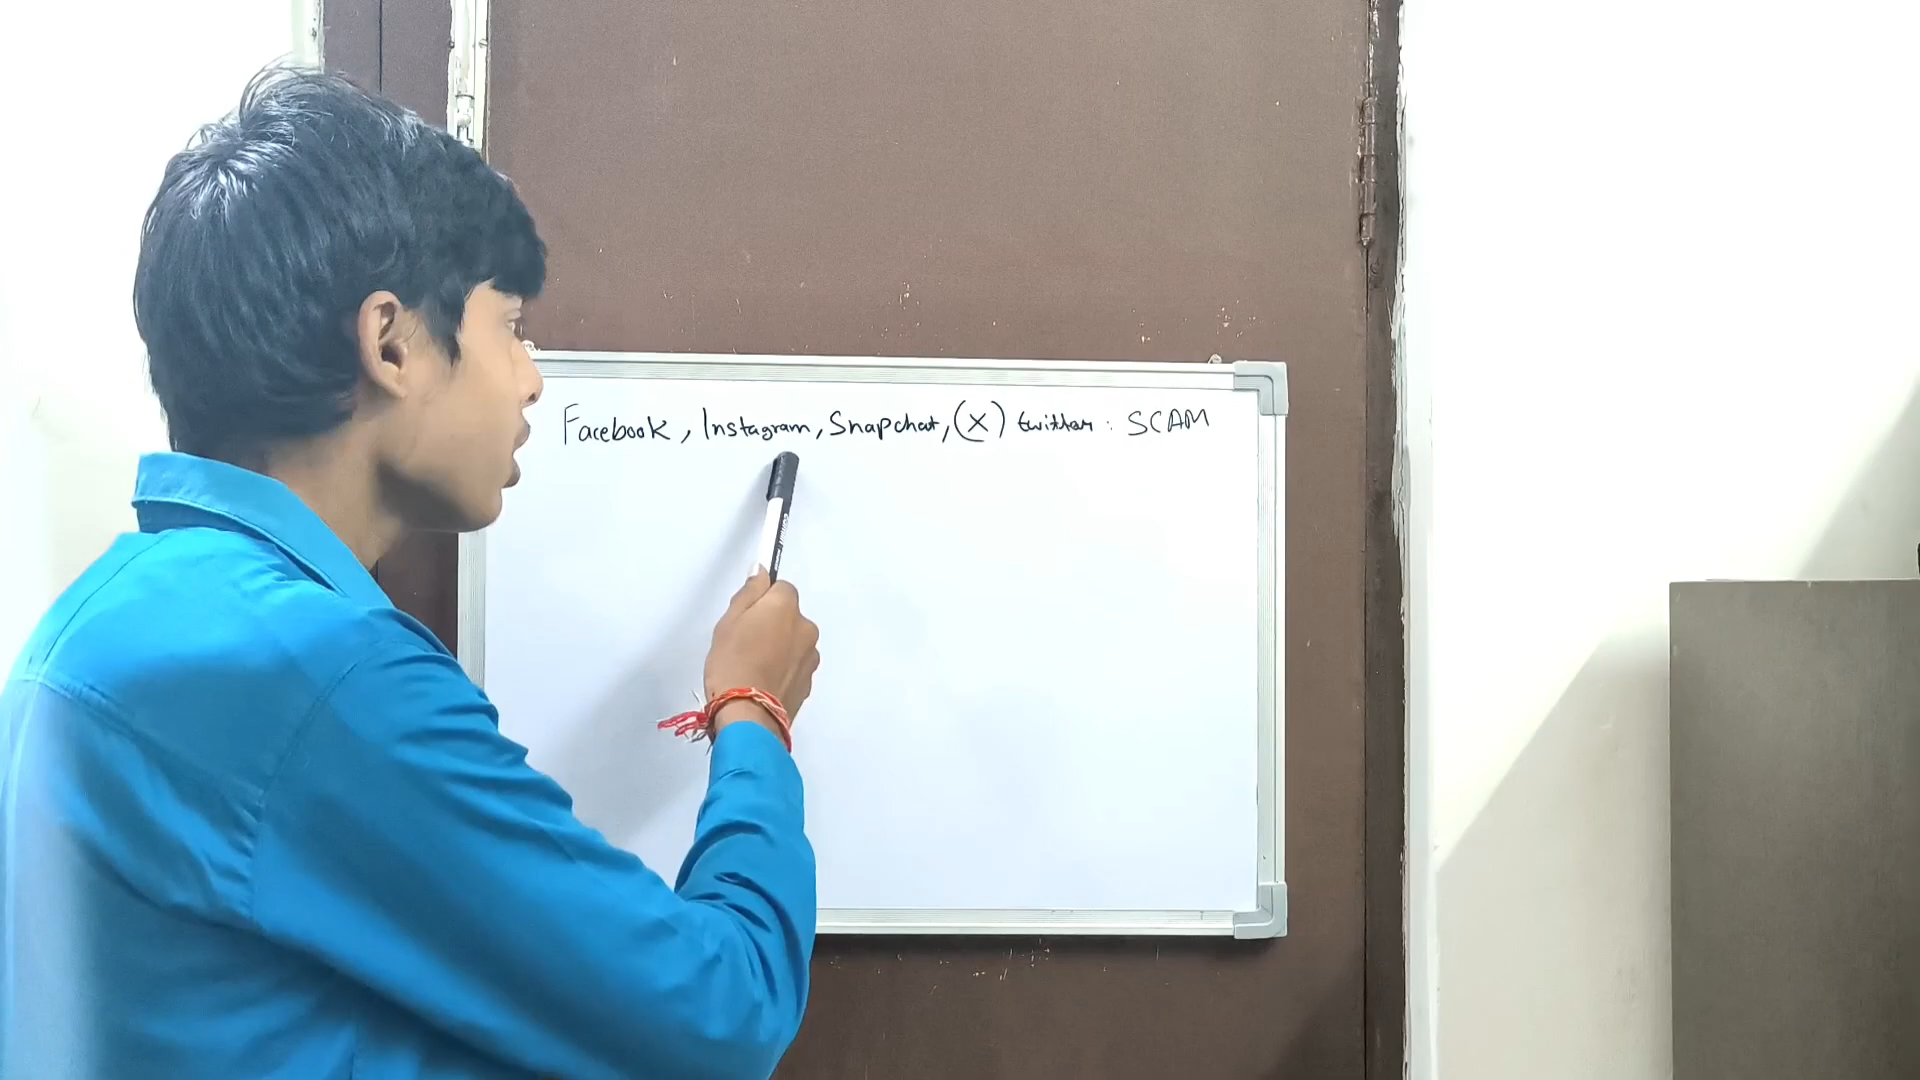 Facebook, Instagram, Snapchat, (X) twitter : SCAM